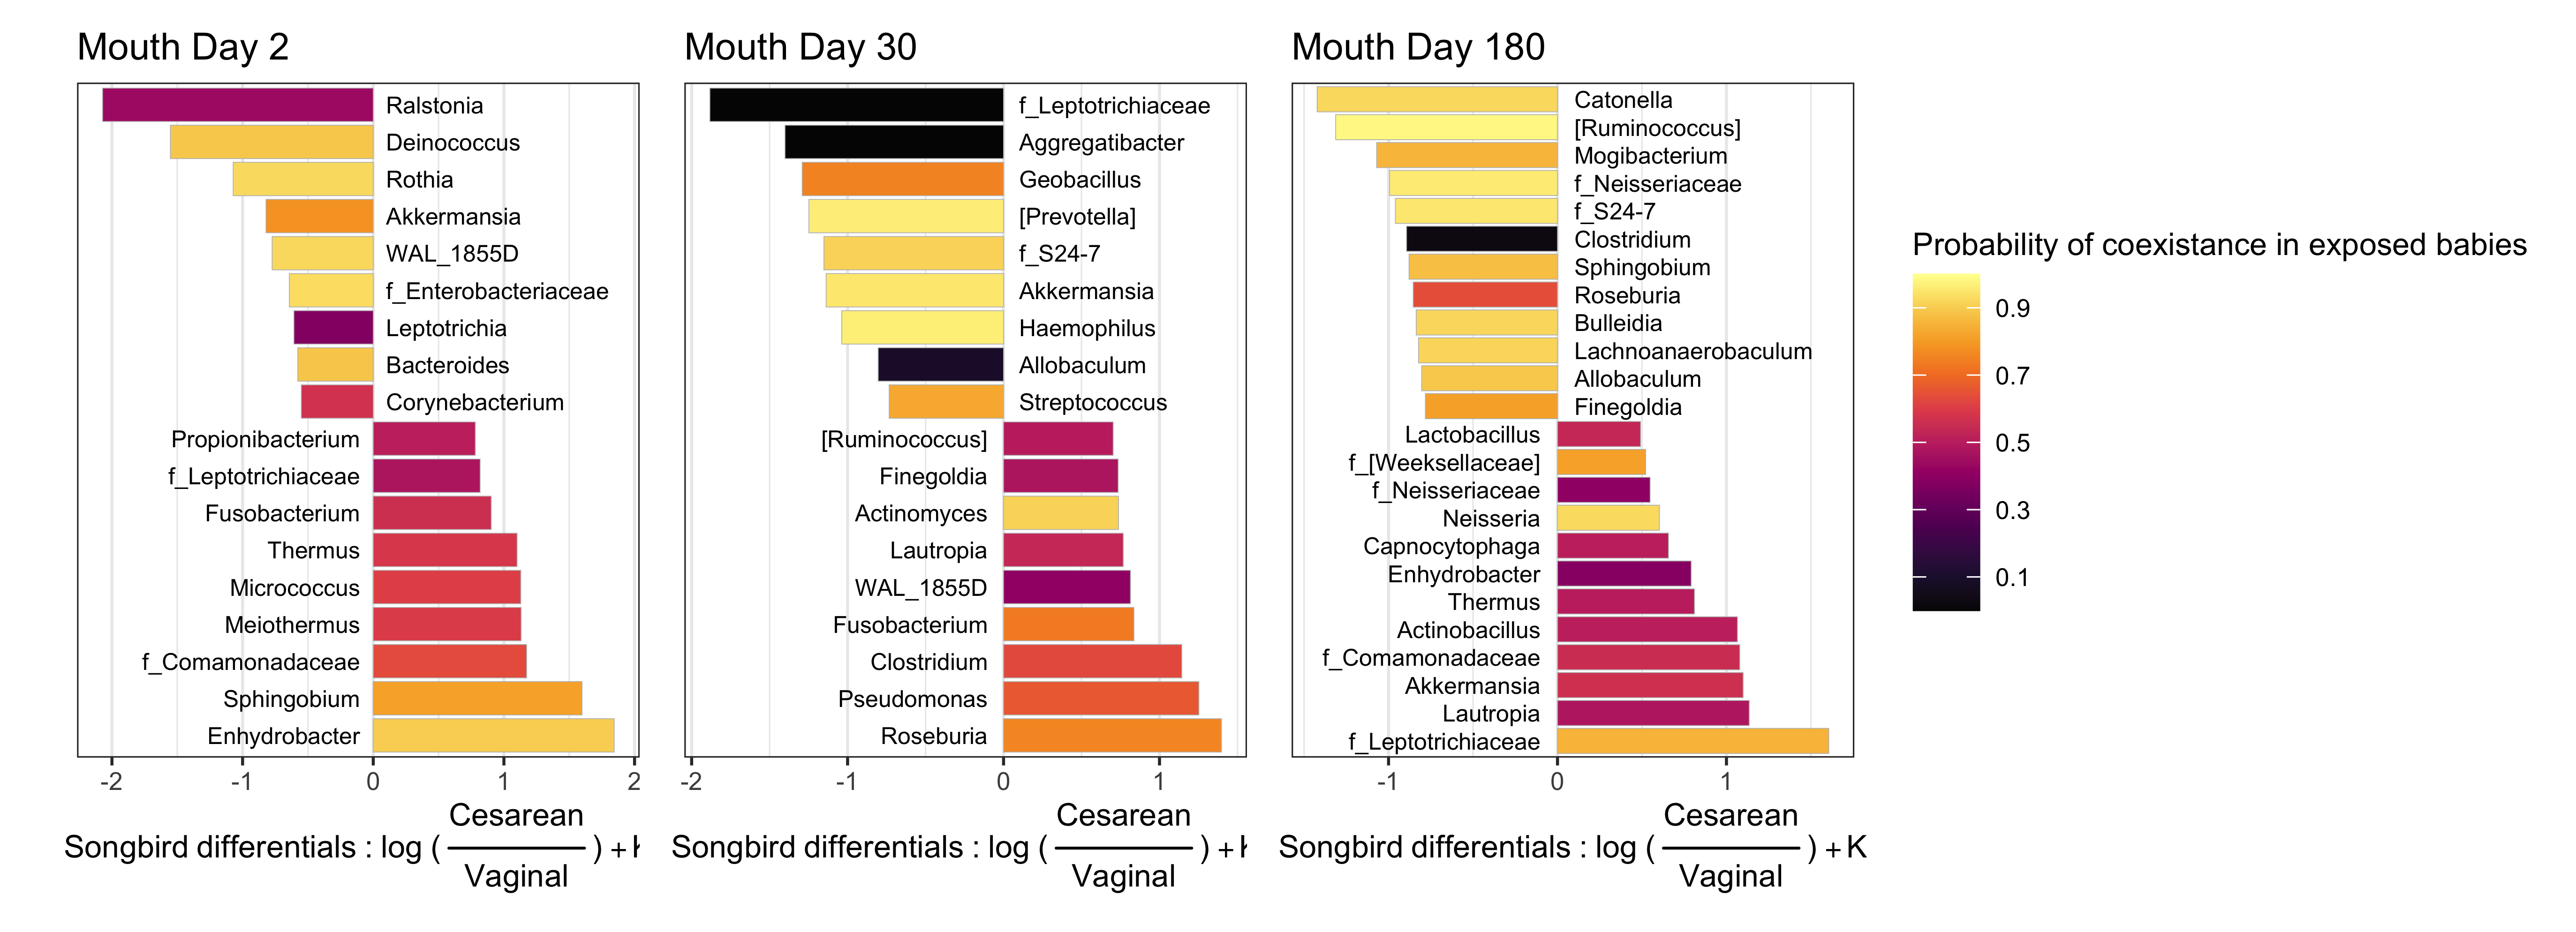 Mouth Day 2
Ralstonia
Deinococcus
Rothia
Akkermansia
WAL_1855D
f_Enterobacteriaceae
Leptotrichia
Bacteroides
Corynebacterium
Propionibacterium
f_Leptotrichiaceae
Fusobacterium
Thermus
Micrococcus
Meiothermus
f_Comamonadaceae
Sphingobium
Enhydrobacter
-2 -1 0 1 2
Cesarean
Songbird differentials : log ( ) +
Vaginal
Mouth Day 30
f_Leptotrichiaceae
Aggregatibacter
Geobacillus
[Prevotella]
f_S24-7
Akkermansia
Haemophilus
Allobaculum
Streptococcus
[Ruminococcus]
Finegoldia
Actinomyces
Lautropia
WAL_1855D
Fusobacterium
Clostridium
Pseudomonas
Roseburia
-2 -1 0 1
Cesarean
Songbird differentials : log ( ) +
Vaginal
Mouth Day 180
Catonella
[Ruminococcus]
Mogibacterium
f_Neisseriaceae
f_S24-7
Clostridium
Sphingobium
Roseburia
Bulleidia
Lachnoanaerobaculum
Allobaculum
Finegoldia
Lactobacillus
f_[Weeksellaceae]
f_Neisseriaceae
Neisseria
Capnocytophaga
Enhydrobacter
Thermus
Actinobacillus
f_Comamonadaceae
Akkermansia
Lautropia
f_Leptotrichiaceae
-1 0 1
Cesarean
Songbird differentials : log ( ) + K
Vaginal
Probability of coexistance in exposed babies
0.9
0.7
0.5
0.3
0.1